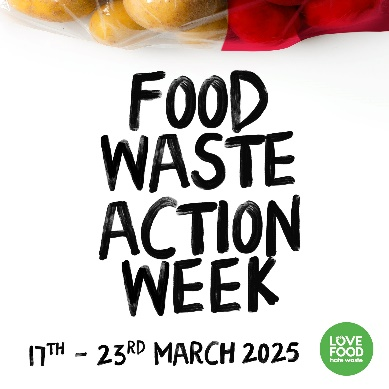 FOOD
WASTE
ACTION
WEEK
17TH - 23RD MARCH 2025
LOVE
FOOD
hate waste